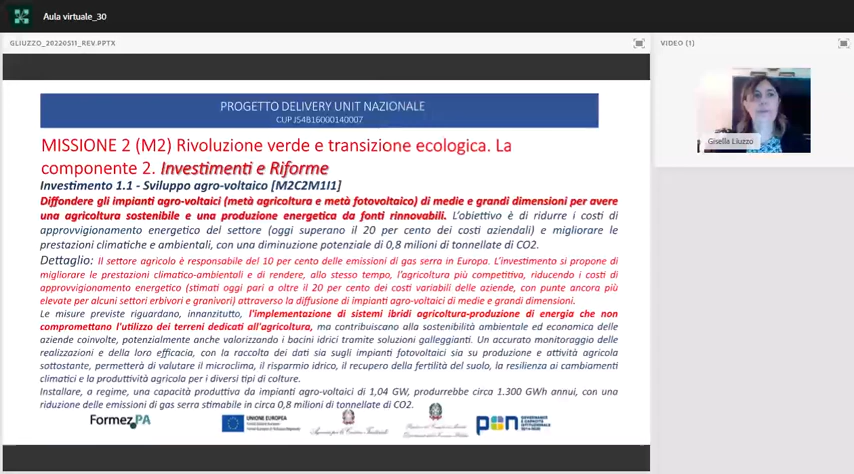 Aula virtuale_30
GLIUZZO_20220511_REV.PPTX
VIDEO (1)
PROGETTO DELIVERY UNIT NAZIONALE
CUP J54B16000140007
MISSIONE 2 (M2) Rivoluzione verde e transizione ecologica. La
componente 2. Investimenti e Riforme
Investimento 1.1 - Sviluppo agro-voltaico [M2C2M1I1]
Diffondere gli impianti agro-voltaici (metà agricoltura e metà fotovoltaico) di medie e grandi dimensioni per avere
una agricoltura sostenibile e una produzione energetica da fonti rinnovabili. L'obiettivo è di ridurre i costi di
approvvigionamento energetico del settore (oggi superano il 20 per cento dei costi aziendali) e migliorare le
prestazioni climatiche e ambientali, con una diminuzione potenziale di 0,8 milioni di tonnellate di CO2.
Dettaglio: Il settore agricolo è responsabile del 10 per cento delle emissioni di gas serra in Europa. L'investimento si propone di
migliorare le prestazioni climatico-ambientali e di rendere, allo stesso tempo, l'agricoltura più competitiva, riducendo i costi di
approvvigionamento energetico (stimati oggi pari a oltre il 20 per cento dei costi variabili delle aziende, con punte ancora più
elevate per alcuni settori erbivori e granivori) attraverso la diffusione di impianti agro-voltaici di medie e grandi dimensioni.
Le misure previste riguardano, innanzitutto, l'implementazione di sistemi ibridi agricoltura-produzione di energia che non
compromettano l'utilizzo dei terreni dedicati all'agricoltura, ma contribuiscano alla sostenibilità ambientale ed economica delle
aziende coinvolte, potenzialmente anche valorizzando i bacini idrici tramite soluzioni galleggianti. Un accurato monitoraggio delle
realizzazioni e della loro efficacia, con la raccolta dei dati sia sugli impianti fotovoltaici sia su produzione e attività agricola
sottostante, permetterà di valutare il microclima, il risparmio idrico, il recupero della fertilità del suolo, la resilienza ai cambiamenti
climatici e la produttività agricola per i diversi tipi di colture.
Installare, a regime, una capacità produttiva da impianti agro-voltaici di 1,04 GW, produrrebbe circa 1.300 GWh annui, con una
riduzione delle emissioni di gas serra stimabile in circa 0,8 milioni di tonnellate di CO2.
Formez PA
UNIONE EUROPEA
pon
Gisella Liuzzo